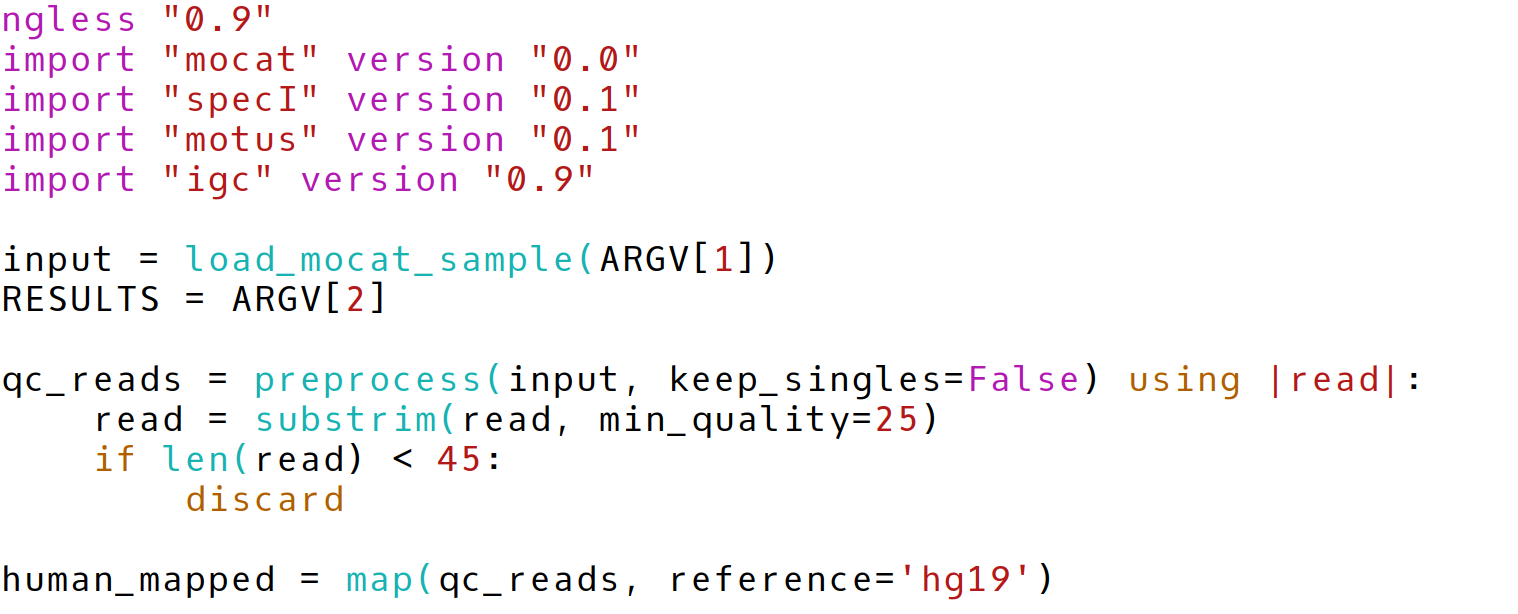 ngless "0.9"
import "mocat" version "0.0"
import "specI" version "0.1"
import "motus" version "0.1"
import "igc" version "0.9"

input = load_mocat_sample(ARGV[1])
RESULTS = ARGV[2]

qc_reads = preprocess(input, keep_singles=False) using |read|:
    read = substrim(read, min_quality=25)
    if len(read) < 45:
        discard

human_mapped = map(qc_reads, reference='hg19')